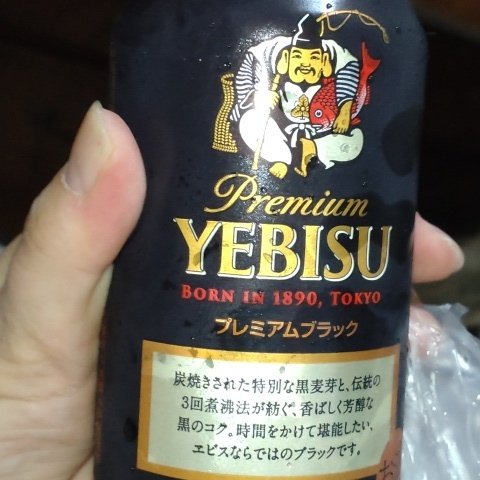 Premium
YEBISU
BORN IN 1890, TOKYO
プレミアムブラック
炭焼きされた特別な黒麦芽と、伝統の
3回煮沸法が紡ぐ、香ばしく芳醇な
黒のコク。時間をかけて堪能したい、
ヱビスならではのブラックです。
お